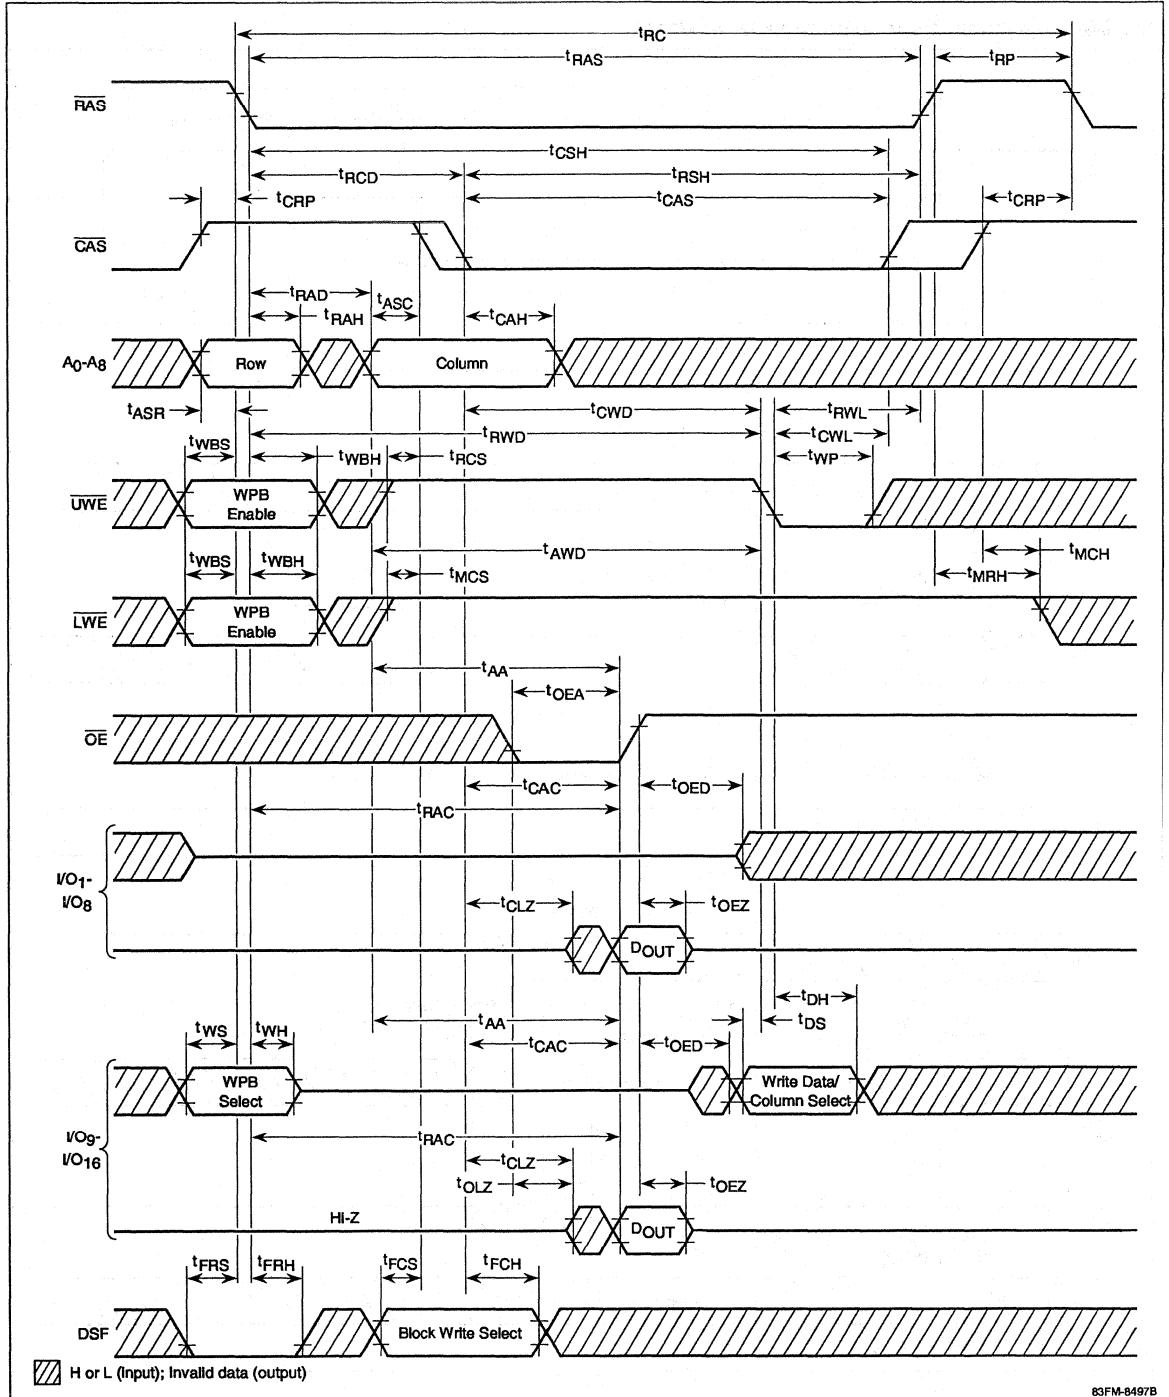 tRC
tRAS
tRP
RAS
tCSH
tRCD
tRSH
tCRP
tCAS
tCRP
CAS
tRAD
tASC
tRAH
tCAH
A0-A8
Row
Column
tASR
tCWD
tRWL
tRWD
tCWL
tWBS
tWBH
tRCS
tWP
UWE
WPB
Enable
tAWD
tWBS
tWBH
tMCS
tMCH
tMRH
LWE
WPB
Enable
tAA
tOEA
OE
tCAC
tOED
tRAC
I/O1-
I/O8
tCLZ
tOEZ
DOUT
tDH
tAA
tDS
tWS
tWH
tCAC
tOED
WPB
Select
Write Data/
Column Select
I/O9-
I/O16
tRAC
tCLZ
tOLZ
tOEZ
HI-Z
DOUT
tFRS
tFRH
tFCS
tFCH
DSF
Block Write Select
H or L (Input); Invalid data (output)
83FM-8497B